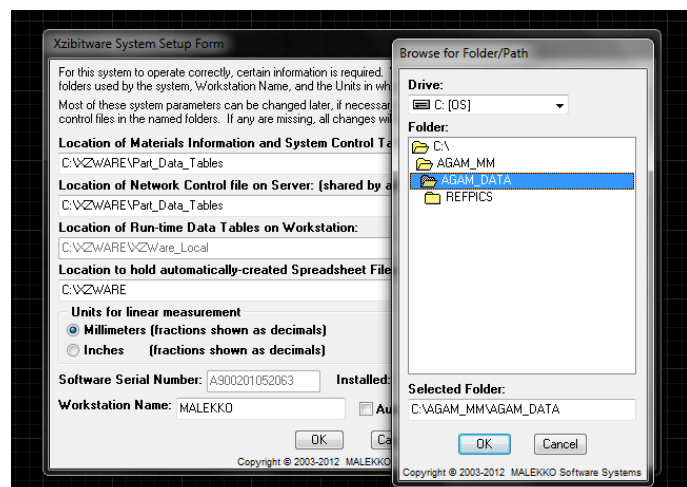 Xzibitware System Setup Form
For this system to operate correctly, certain information is required.
folders used by the system, Workstation Name, and the Units in wh
Most of these system parameters can be changed later, if necessar
control files in the named folders. If any are missing, all changes wi
Location of Materials Information and System Control Ta
C:\XZWARE\Part_Data_Tables
Location of Network Control file on Server: (shared by a
C:\XZWARE\Part_Data_Tables
Location of Run-time Data Tables on Workstation:
C:\XZWARE\XZWare_Local
Location to hold automatically-created Spreadsheet File
C:\XZWARE
Units for linear measurement
Millimeters (fractions shown as decimals)
Inches (fractions shown as decimals)
Software Serial Number: A900201052063 Installed:
Workstation Name: MALEKKO Au
OK Ca
Copyright © 2003-2012 MALEKKO
Browse for Folder/Path
Drive:
C: [OS]
Folder:
C:\
AGAM_MM
AGAM_DATA
REFPICS
Selected Folder:
C:\AGAM_MM\AGAM_DATA
OK Cancel
Copyright © 2003-2012 MALEKKO Software Systems